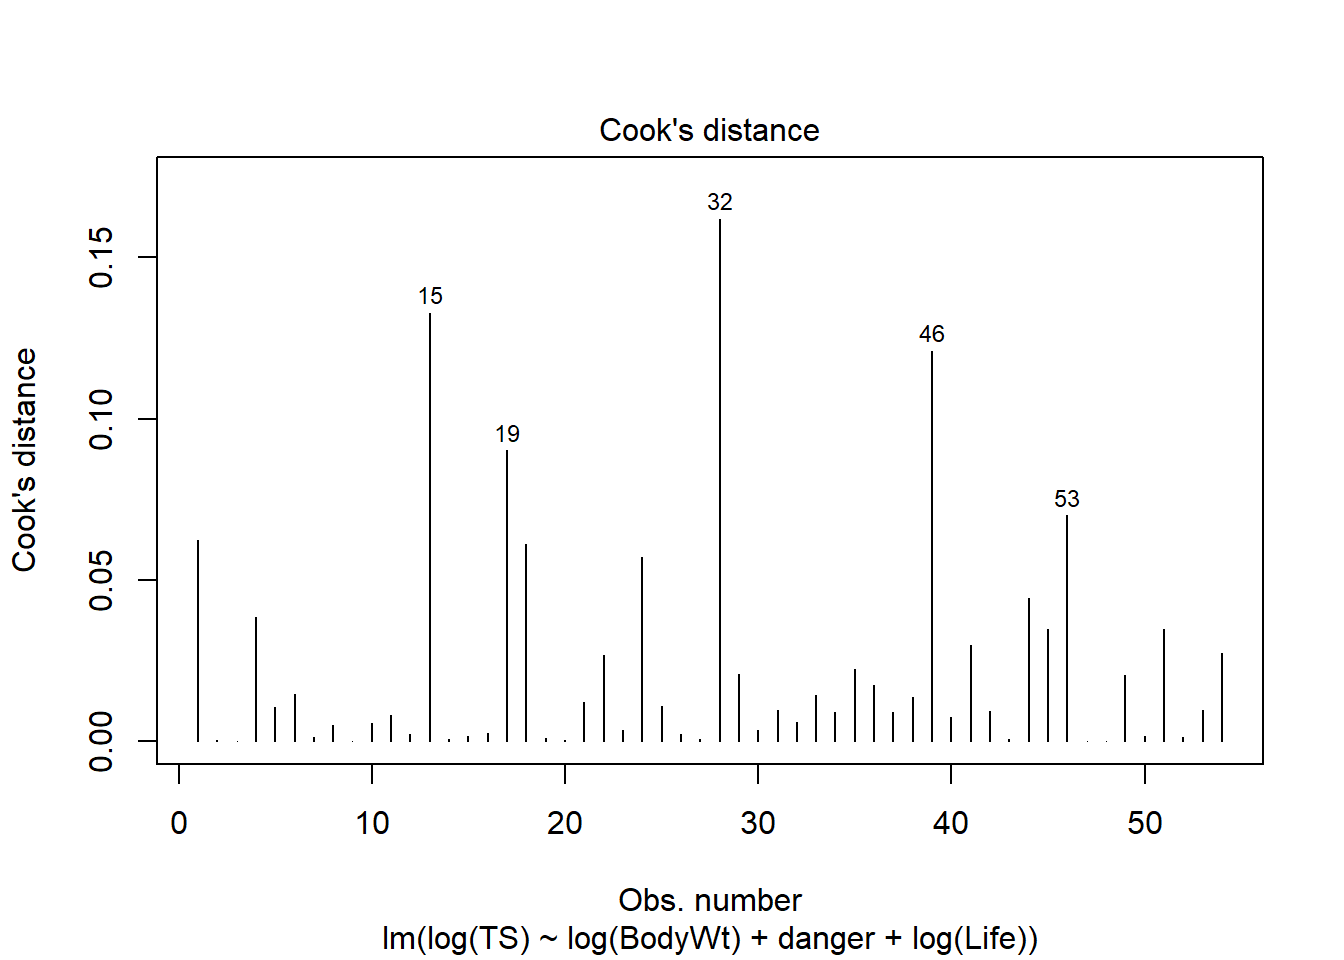 Cook's distance
32
15
46
19
53
Cook's distance
0.15
0.10
0.05
0.00
0 10 20 30 40 50
Obs. number
lm(log(TS) ~ log(BodyWt) + danger + log(Life))